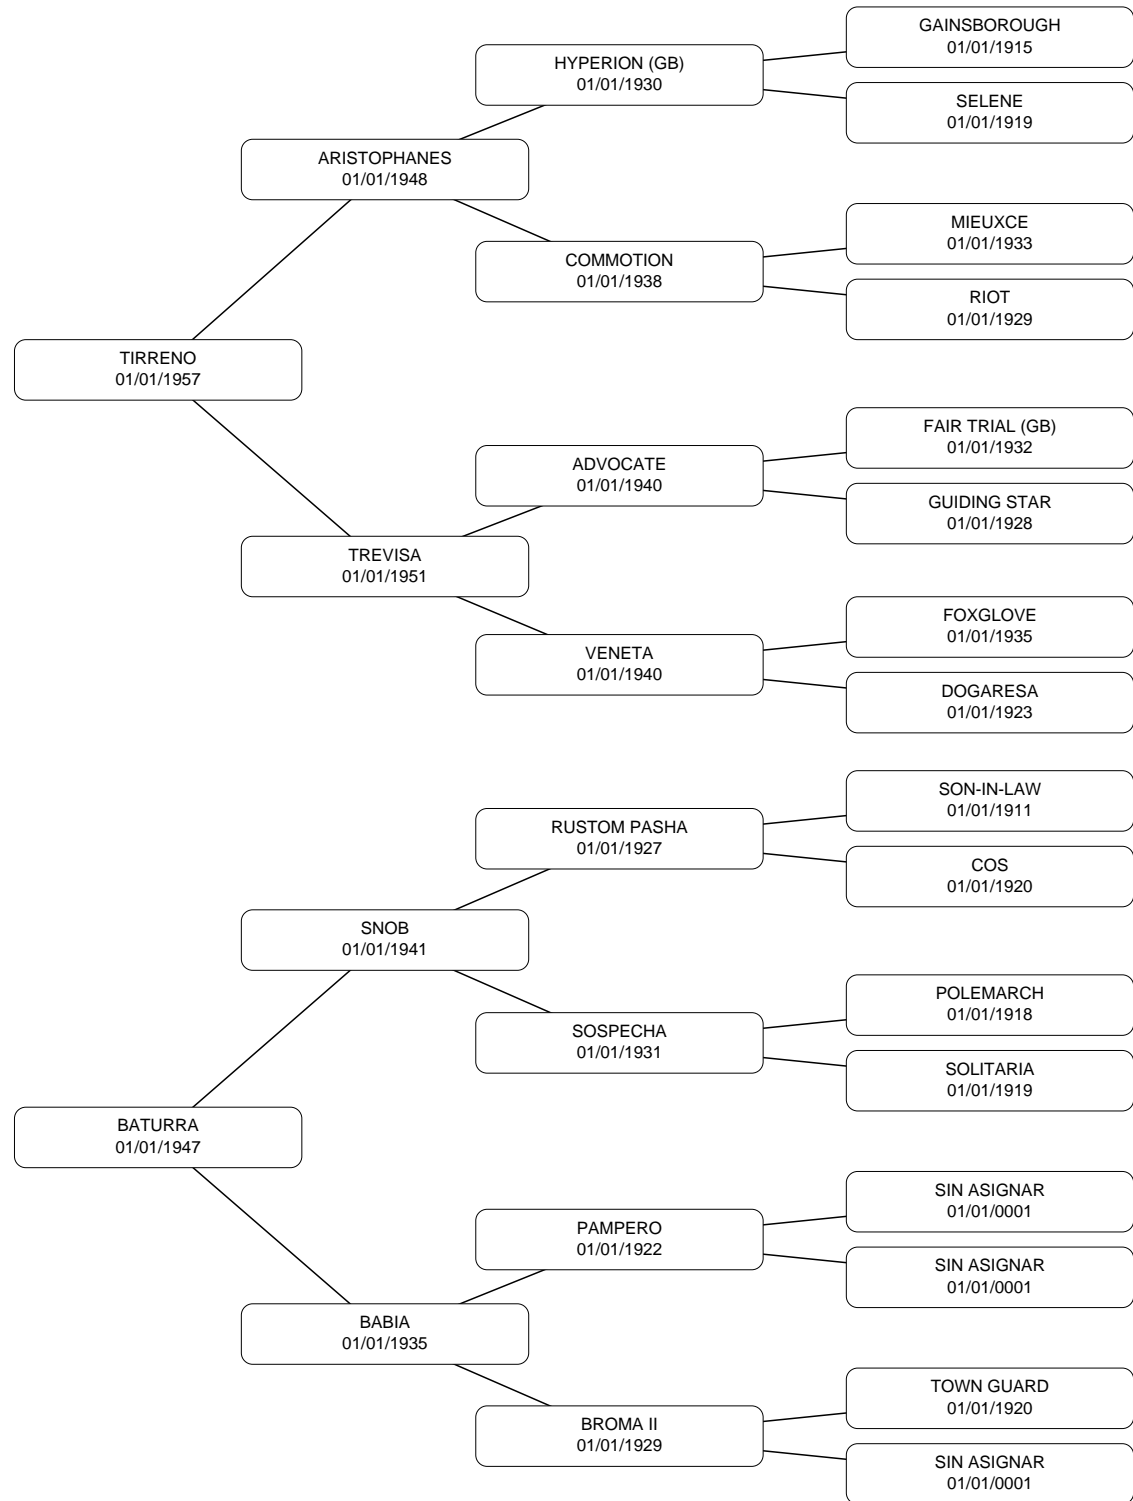 GAINSBOROUGH
01/01/1915
HYPERION (GB)
01/01/1930
SELENE
01/01/1919
ARISTOPHANES
01/01/1948
MIEUXCE
01/01/1933
COMMOTION
01/01/1938
RIOT
01/01/1929
TIRRENO
01/01/1957
FAIR TRIAL (GB)
01/01/1932
ADVOCATE
01/01/1940
GUIDING STAR
01/01/1928
TREVISA
01/01/1951
FOXGLOVE
01/01/1935
VENETA
01/01/1940
DOGARESA
01/01/1923
SON-IN-LAW
01/01/1911
RUSTOM PASHA
01/01/1927
COS
01/01/1920
SNOB
01/01/1941
POLEMARCH
01/01/1918
SOSPECHA
01/01/1931
SOLITARIA
01/01/1919
BATURRA
01/01/1947
SIN ASIGNAR
01/01/0001
PAMPERO
01/01/1922
SIN ASIGNAR
01/01/0001
BABIA
01/01/1935
TOWN GUARD
01/01/1920
BROMA II
01/01/1929
SIN ASIGNAR
01/01/0001